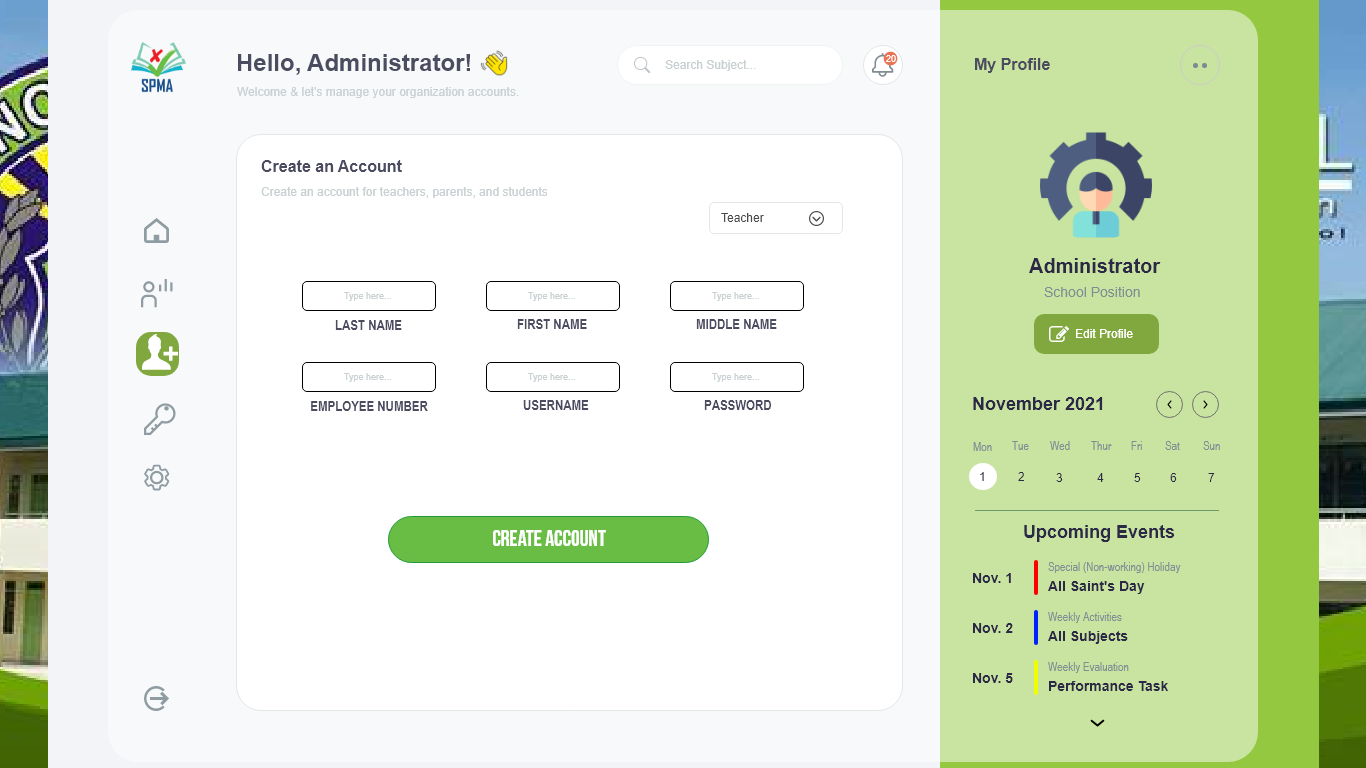 SPMA
Hello, Administrator!
Welcome & let's manage your organization accounts.
Search Subject...
20
Create an Account
Create an account for teachers, parents, and students
Teacher
Type here...
Type here...
Type here...
LAST NAME
FIRST NAME
MIDDLE NAME
Type here...
Type here...
Type here...
EMPLOYEE NUMBER
USERNAME
PASSWORD
CREATE ACCOUNT
My Profile
Administrator
School Position
Edit Profile
November 2021
Mon Tue Wed Thur Fri Sat Sun
1 2 3 4 5 6 7
Upcoming Events
Nov. 1
Special (Non-working) Holiday
All Saint's Day
Nov. 2
Weekly Activities
All Subjects
Nov. 5
Weekly Evaluation
Performance Task